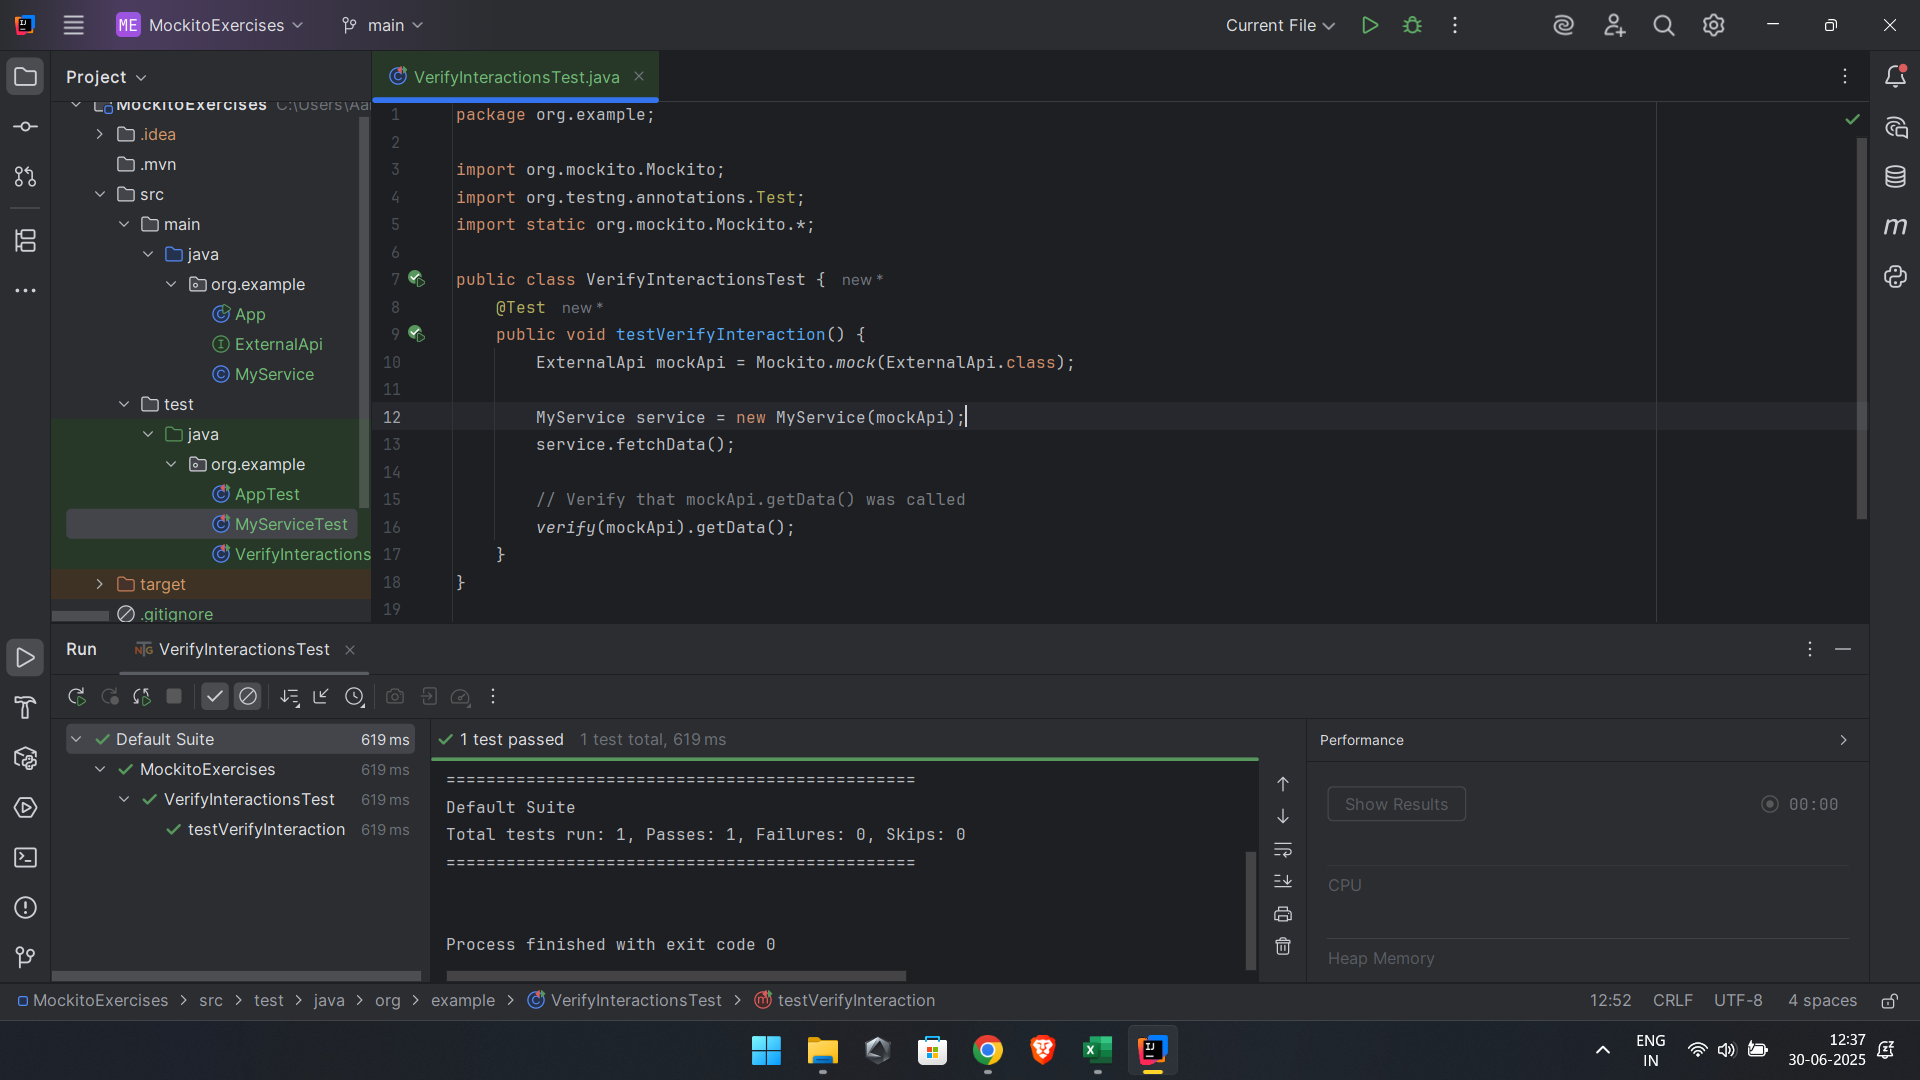 ME MockitoExercises main Current File
Project
VerifyInteractionsTest.java
MockitoExercises C:\Users\Aa
.idea
.mvn
src
main
java
org.example
App
ExternalApi
MyService
test
java
org.example
AppTest
MyServiceTest
VerifyInteractions
target
.gitignore
1 package org.example;
2
3 import org.mockito.Mockito;
4 import org.testng.annotations.Test;
5 import static org.mockito.Mockito.*;
6
7 public class VerifyInteractionsTest { new *
8 @Test new *
9 public void testVerifyInteraction() {
10 ExternalApi mockApi = Mockito.mock(ExternalApi.class);
11
12 MyService service = new MyService(mockApi);
13 service.fetchData();
14
15 // Verify that mockApi.getData() was called
16 verify(mockApi).getData();
17 }
18 }
19
Run VerifyInteractionsTest
Default Suite 619 ms
MockitoExercises 619 ms
VerifyInteractionsTest 619 ms
testVerifyInteraction 619 ms
1 test passed 1 test total, 619 ms
===============================================
Default Suite
Total tests run: 1, Passes: 1, Failures: 0, Skips: 0
===============================================
Process finished with exit code 0
Performance
Show Results 00:00
CPU
Heap Memory
MockitoExercises > src > test > java > org > example > VerifyInteractionsTest > testVerifyInteraction
12:52 CRLF UTF-8 4 spaces
ENG
IN
12:37
30-06-2025